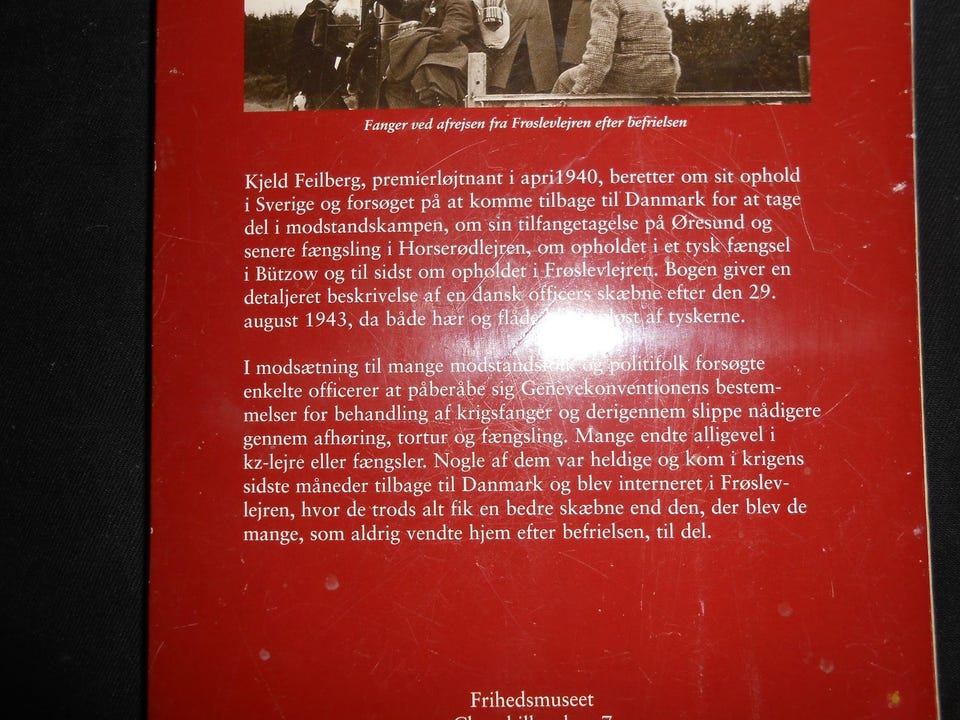 Fanger ved afrejsen fra Frøslevlejren efter befrielsen
Kjeld Feilberg, premierløjtnant i apri1940, beretter om sit ophold
i Sverige og forsøget på at komme tilbage til Danmark for at tage
del i modstandskampen, om sin tilfangetagelse på Øresund og
senere fængsling i Horserødlejren, om opholdet i et tysk fængsel
i Bützow og til sidst om opholdet i Frøslevlejren. Bogen giver en
detaljeret beskrivelse af en dansk officers skæbne efter den 29.
august 1943, da både hær og flåde af tyskerne.
I modsætning til mange modstandsfolk og politifolk forsøgte
enkelte officerer at påberåbe sig Genevekonventionens bestem-
melser for behandling af krigsfanger og derigennem slippe nådigere
gennem afhøring, tortur og fængsling. Mange endte alligevel i
kz-lejre eller fængsler. Nogle af dem var heldige og kom i krigens
sidste måneder tilbage til Danmark og blev interneret i Frøslev-
lejren, hvor de trods alt fik en bedre skæbne end den, der blev de
mange, som aldrig vendte hjem efter befrielsen, til del.
Frihedsmuseet